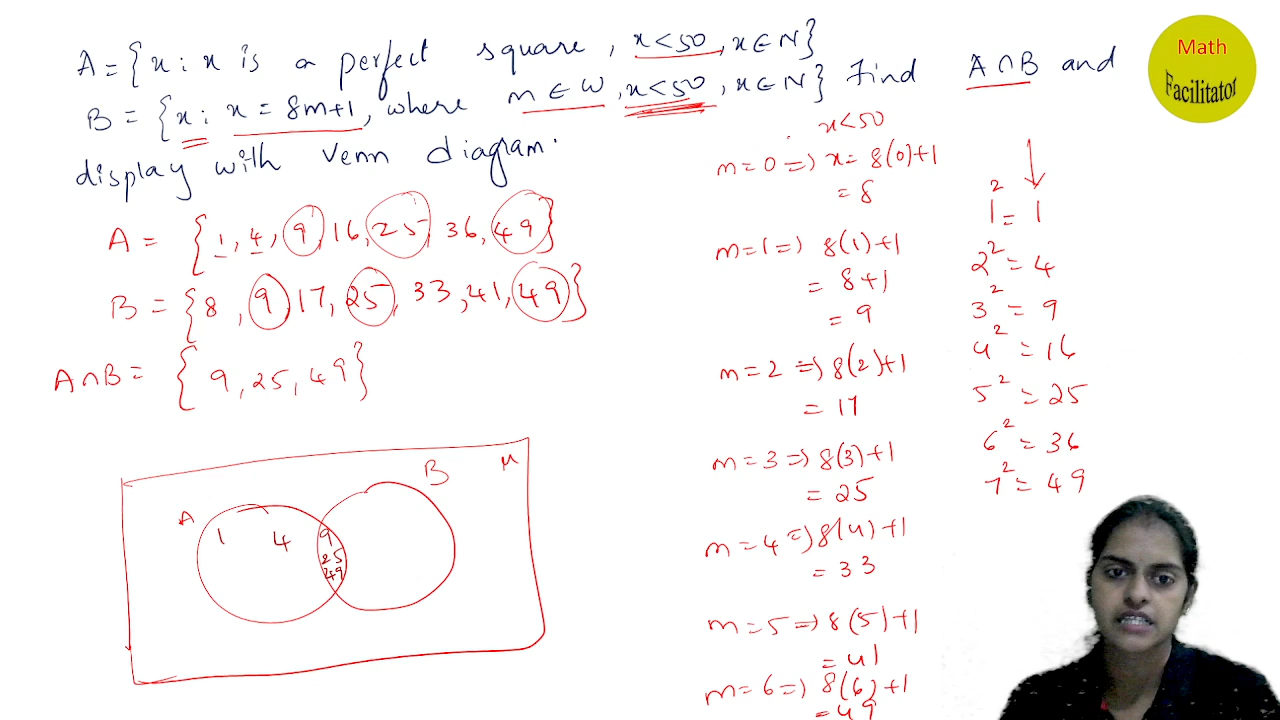 A = {x : x is a perfect square, x < 50, x ∈ N}
B = {x : x = 8m+1, where m ∈ W, x < 50, x ∈ N} Find A∩B and
display with Venn diagram.
Math
Facilitator
A = {1, 4, 9, 16, 25, 36, 49}
B = {8, 9, 17, 25, 33, 41, 49}
A∩B = {9, 25, 49}
A
B
μ
1 4 9
25
49
x<50
m=0 => x= 8(0)+1
= 8
m=1 => 8(1)+1
= 8+1
= 9
m=2 => 8(2)+1
= 17
m=3 => 8(3)+1
= 25
m=4 => 8(4)+1
= 33
m=5 => 8(5)+1
= 41
m=6 => 8(6)+1
= 49
1² = 1
2² = 4
3² = 9
4² = 16
5² = 25
6² = 36
7² = 49